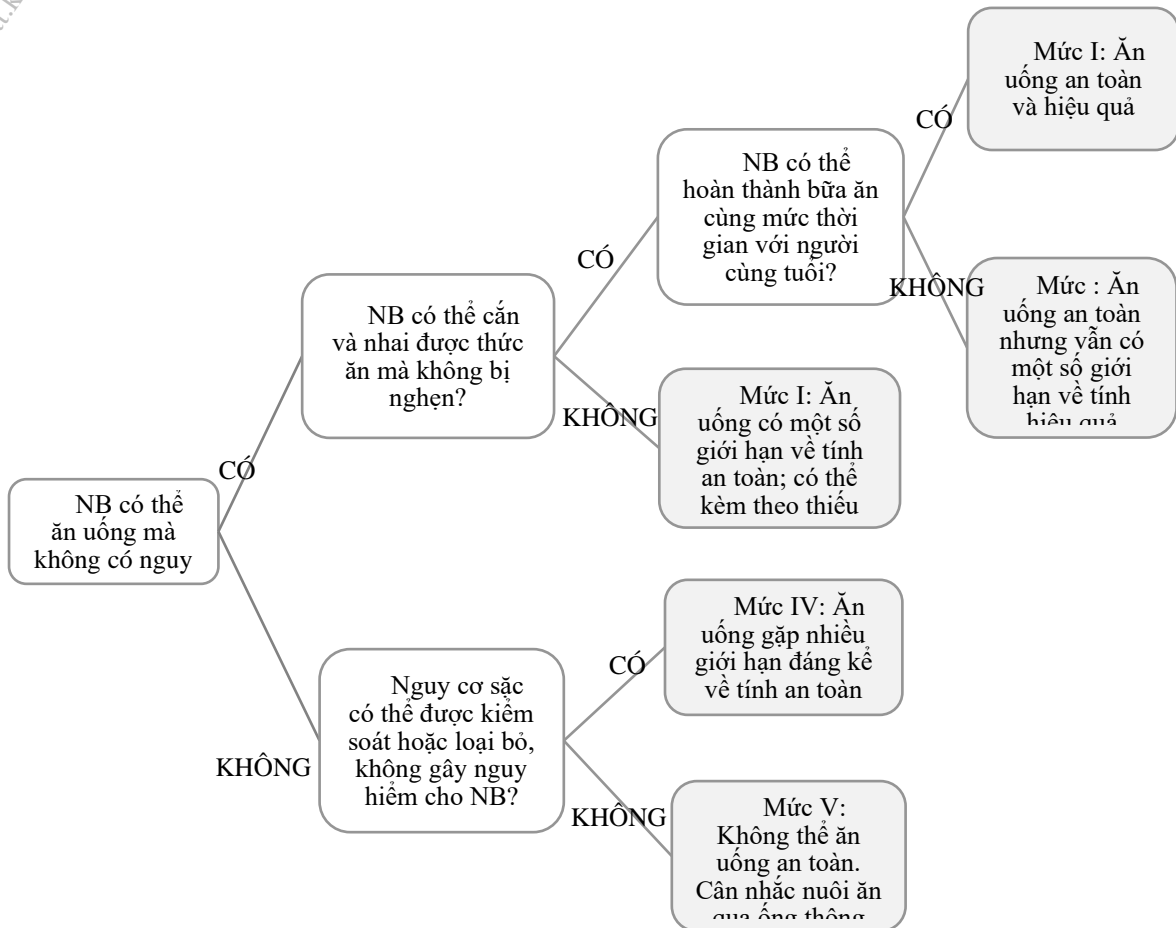 NB có thể
ăn uống mà
không có nguy
CÓ
KHÔNG
NB có thể cắn
và nhai được thức
ăn mà không bị
nghẹn?
CÓ
KHÔNG
NB có thể
hoàn thành bữa ăn
cùng mức thời
gian với người
cùng tuổi?
CÓ
KHÔNG
Mức I: Ăn
uống an toàn
và hiệu quả
Mức : Ăn
uống an toàn
nhưng vẫn có
một số giới
hạn về tính
hiệu quả
Mức I: Ăn
uống có một số
giới hạn về tính
an toàn; có thể
kèm theo thiếu
Nguy cơ sặc
có thể được kiểm
soát hoặc loại bỏ,
không gây nguy
hiểm cho NB?
CÓ
KHÔNG
Mức IV: Ăn
uống gặp nhiều
giới hạn đáng kể
về tính an toàn
Mức V:
Không thể ăn
uống an toàn.
Cân nhắc nuôi ăn
qua ống thông